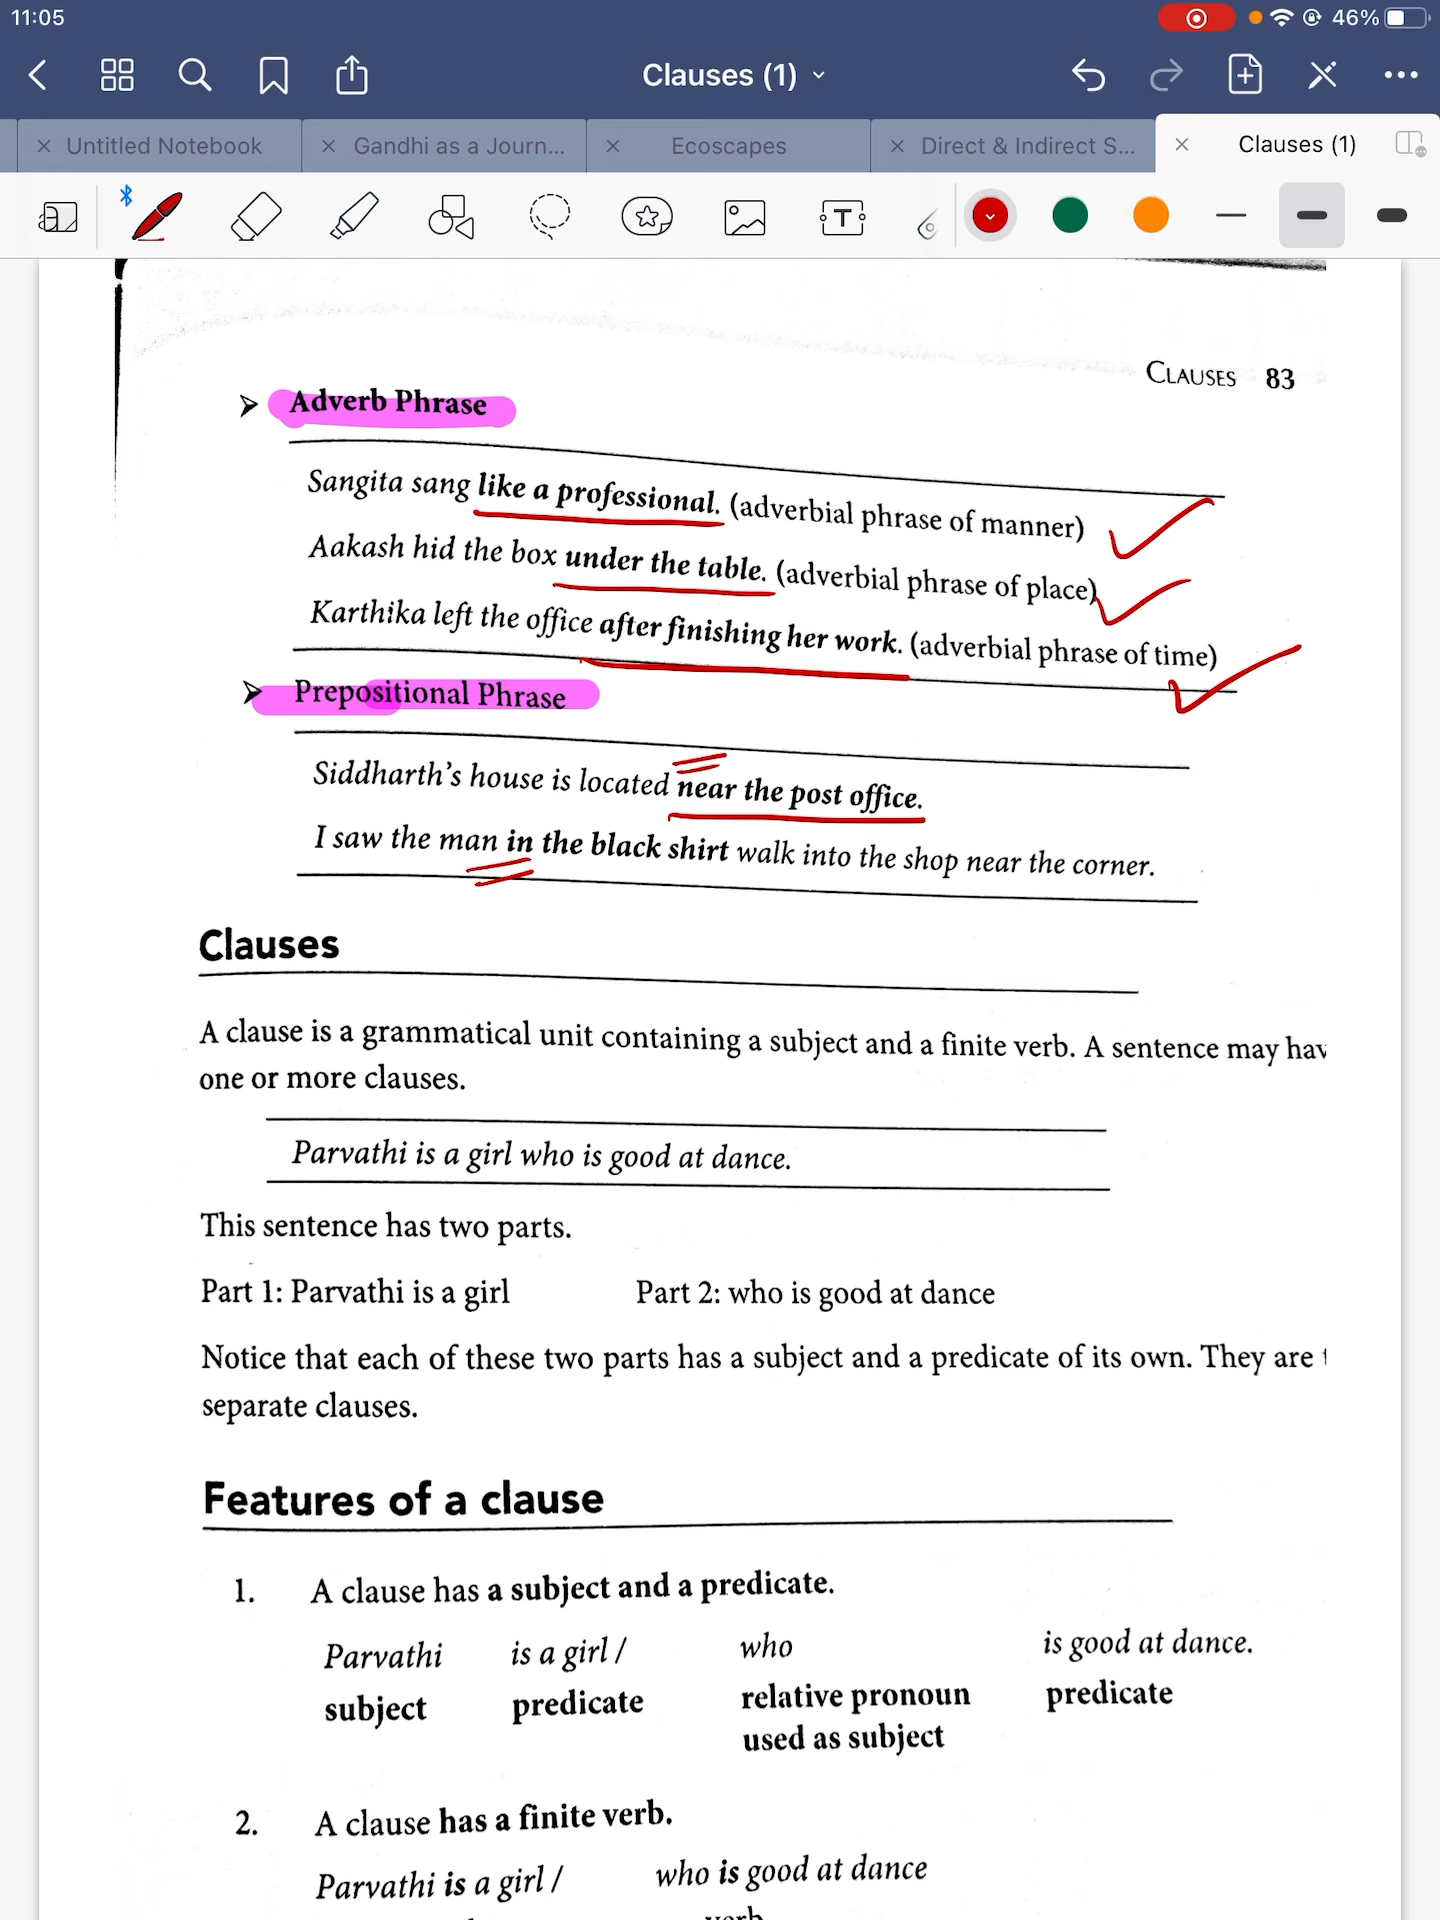 11:05
46%
Clauses (1)
Untitled Notebook
Gandhi as a Journ...
Ecoscapes
Direct & Indirect S...
Clauses (1)
CLAUSES 83
➢ Adverb Phrase
Sangita sang like a professional. (adverbial phrase of manner)
Aakash hid the box under the table. (adverbial phrase of place)
Karthika left the office after finishing her work. (adverbial phrase of time)
➢ Prepositional Phrase
Siddharth's house is located near the post office.
I saw the man in the black shirt walk into the shop near the corner.
Clauses
A clause is a grammatical unit containing a subject and a finite verb. A sentence may hav
one or more clauses.
Parvathi is a girl who is good at dance.
This sentence has two parts.
Part 1: Parvathi is a girl Part 2: who is good at dance
Notice that each of these two parts has a subject and a predicate of its own. They are
separate clauses.
Features of a clause
1. A clause has a subject and a predicate.
Parvathi is a girl / who is good at dance.
subject predicate relative pronoun predicate
used as subject
2. A clause has a finite verb.
Parvathi is a girl / who is good at dance